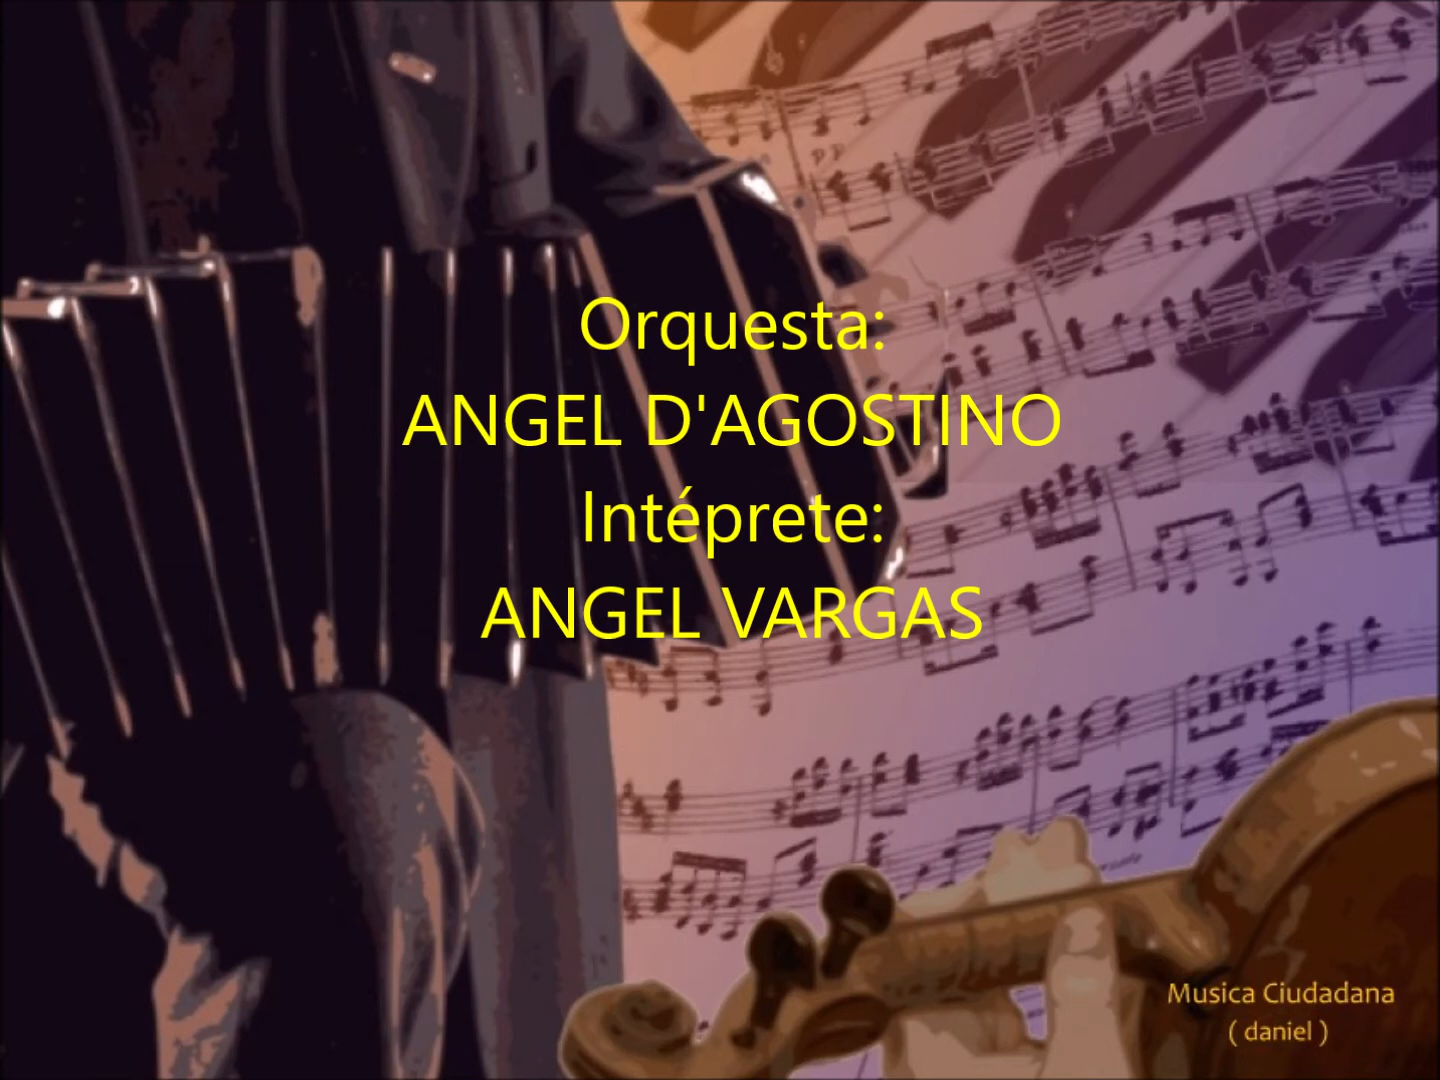 Orquesta:
ANGEL D'AGOSTINO
Intéprete:
ANGEL VARGAS
Musica Ciudadana
( daniel )